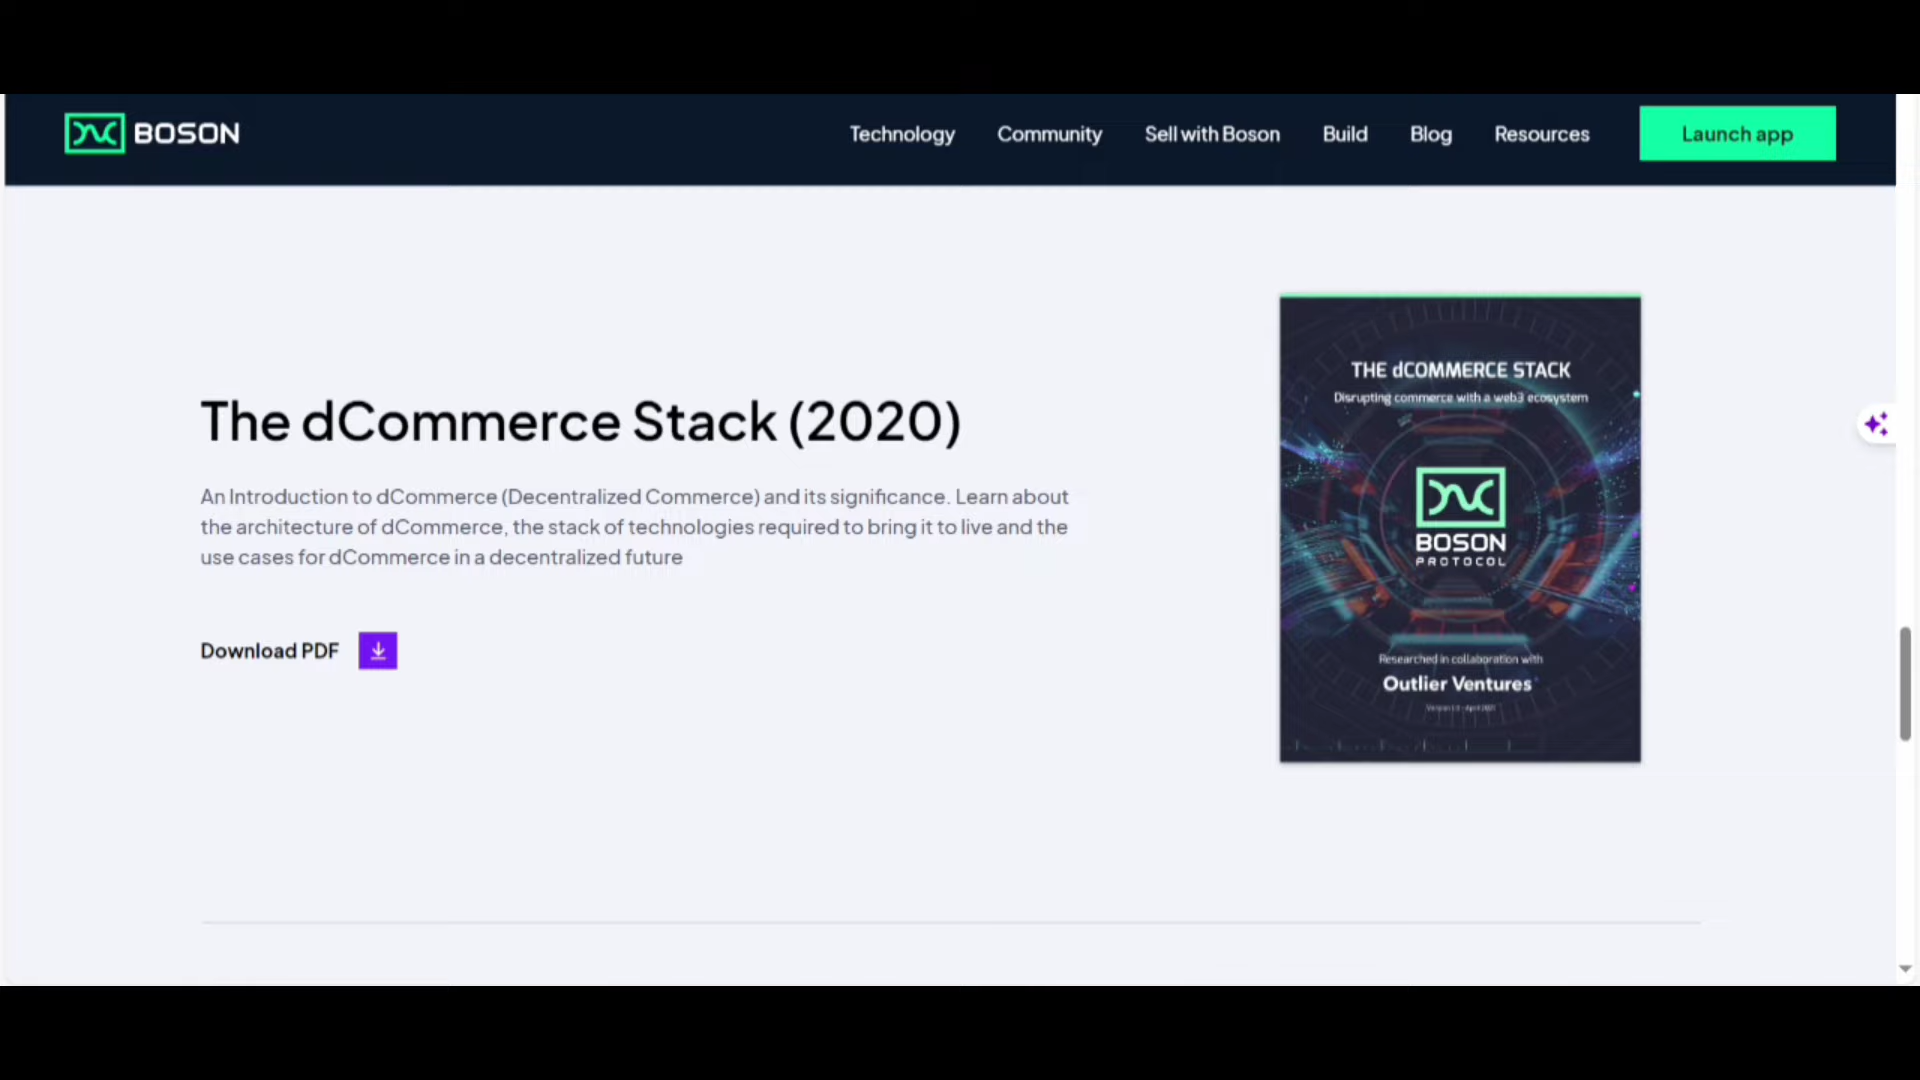 BOSON
Technology Community Sell with Boson Build Blog Resources Launch app
The dCommerce Stack (2020)
An Introduction to dCommerce (Decentralized Commerce) and its significance. Learn about
the architecture of dCommerce, the stack of technologies required to bring it to live and the
use cases for dCommerce in a decentralized future
Download PDF
THE dCOMMERCE STACK
Disrupting commerce with a web3 ecosystem
BOSON
PROTOCOL
Researched in collaboration with
Outlier Ventures